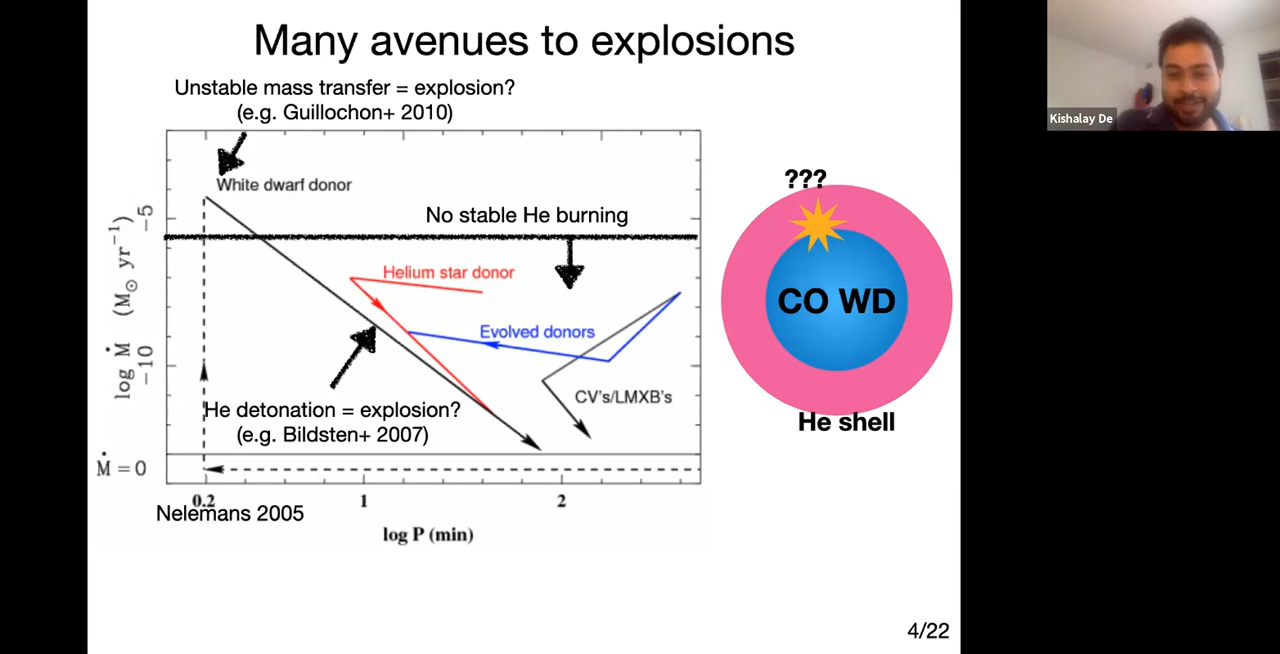 Many avenues to explosions
Unstable mass transfer = explosion?
(e.g. Guillochon+ 2010)
White dwarf donor
No stable He burning
Helium star donor
Evolved donors
CV's/LMXB's
He detonation = explosion?
(e.g. Bildsten+ 2007)
log Ṁ (M⊙ yr⁻¹)
−5
−10
Ṁ = 0
0.2
1
2
Nelemans 2005
log P (min)
???
CO WD
He shell
4/22
Kishalay De